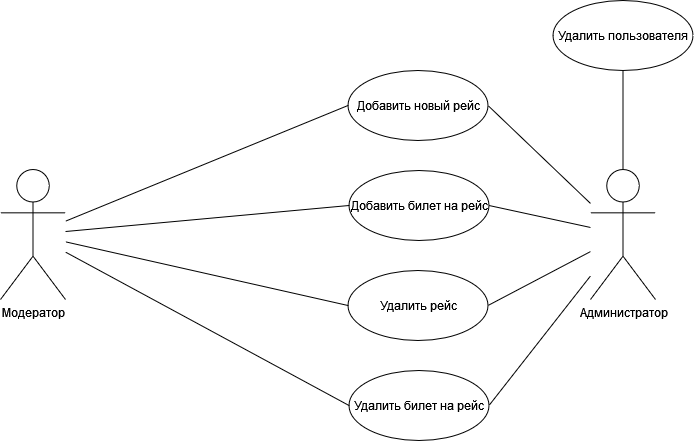 Удалить пользователя
Добавить новый рейс
Добавить билет на рейс
Удалить рейс
Модератор
Администратор
Удалить билет на рейс